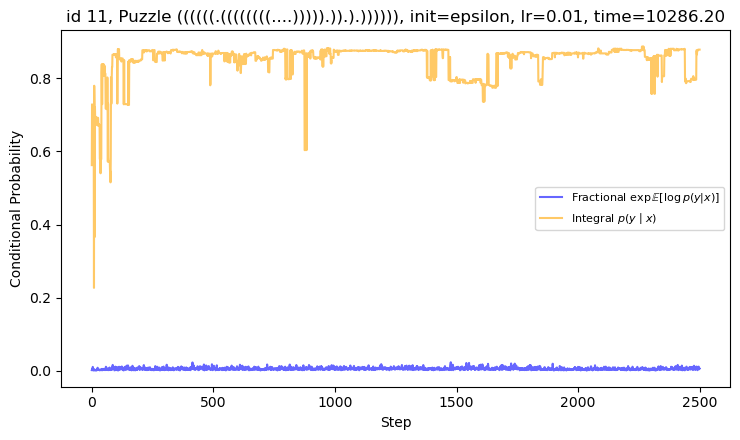 id 11, Puzzle ((((((.((((((((....))))).)).).)))))), init=epsilon, lr=0.01, time=10286.20
Conditional Probability
0.8
0.6
0.4
0.2
0.0
Fractional exp𝔼[log p(y|x)]
Integral p(y | x)
0
500
1000
1500
2000
2500
Step